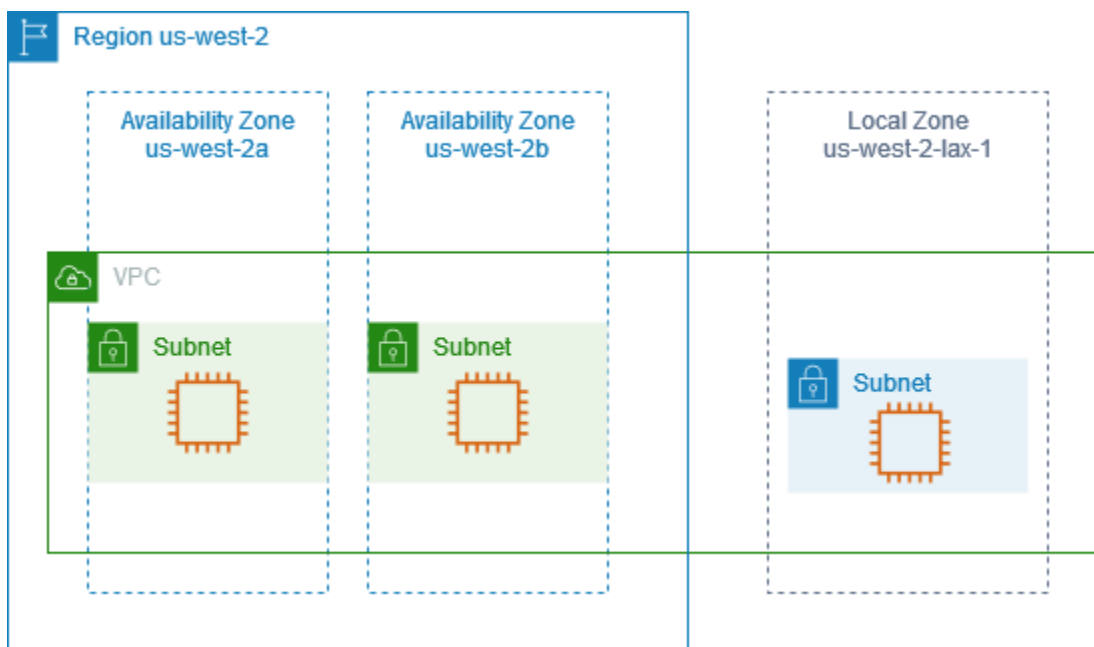 Region us-west-2
Availability Zone
us-west-2a
Availability Zone
us-west-2b
Local Zone
us-west-2-lax-1
VPC
Subnet
Subnet
Subnet